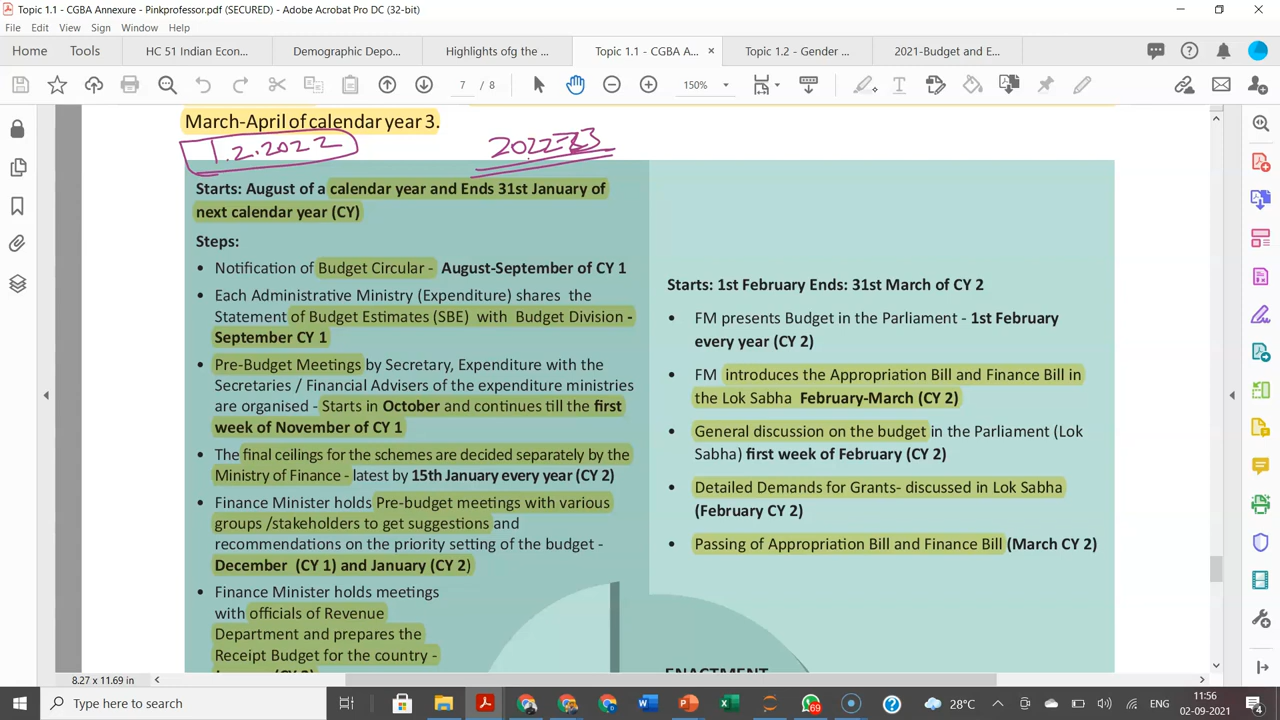 Topic 1.1 - CGBA Annexure - Pinkprofessor.pdf (SECURED) - Adobe Acrobat Pro DC (32-bit)
File Edit View Sign Window Help
Home Tools HC 51 Indian Econ... Demographic Depo... Highlights ofg the ... Topic 1.1 - CGBA A... × Topic 1.2 - Gender ... 2021-Budget and E...
7 / 8 150%
March-April of calendar year 3.
1.2.2022 2022-23
Starts: August of a calendar year and Ends 31st January of
next calendar year (CY)
Steps:
• Notification of Budget Circular - August-September of CY 1
• Each Administrative Ministry (Expenditure) shares the
Statement of Budget Estimates (SBE) with Budget Division -
September CY 1
• Pre-Budget Meetings by Secretary, Expenditure with the
Secretaries / Financial Advisers of the expenditure ministries
are organised - Starts in October and continues till the first
week of November of CY 1
• The final ceilings for the schemes are decided separately by the
Ministry of Finance - latest by 15th January every year (CY 2)
• Finance Minister holds Pre-budget meetings with various
groups /stakeholders to get suggestions and
recommendations on the priority setting of the budget -
December (CY 1) and January (CY 2)
• Finance Minister holds meetings
with officials of Revenue
Department and prepares the
Receipt Budget for the country -
Starts: 1st February Ends: 31st March of CY 2
• FM presents Budget in the Parliament - 1st February
every year (CY 2)
• FM introduces the Appropriation Bill and Finance Bill in
the Lok Sabha February-March (CY 2)
• General discussion on the budget in the Parliament (Lok
Sabha) first week of February (CY 2)
• Detailed Demands for Grants- discussed in Lok Sabha
(February CY 2)
• Passing of Appropriation Bill and Finance Bill (March CY 2)
ENACTMENT
8.27 x 11.69 in
Type here to search
69
28°C ENG 11:56
02-09-2021 4